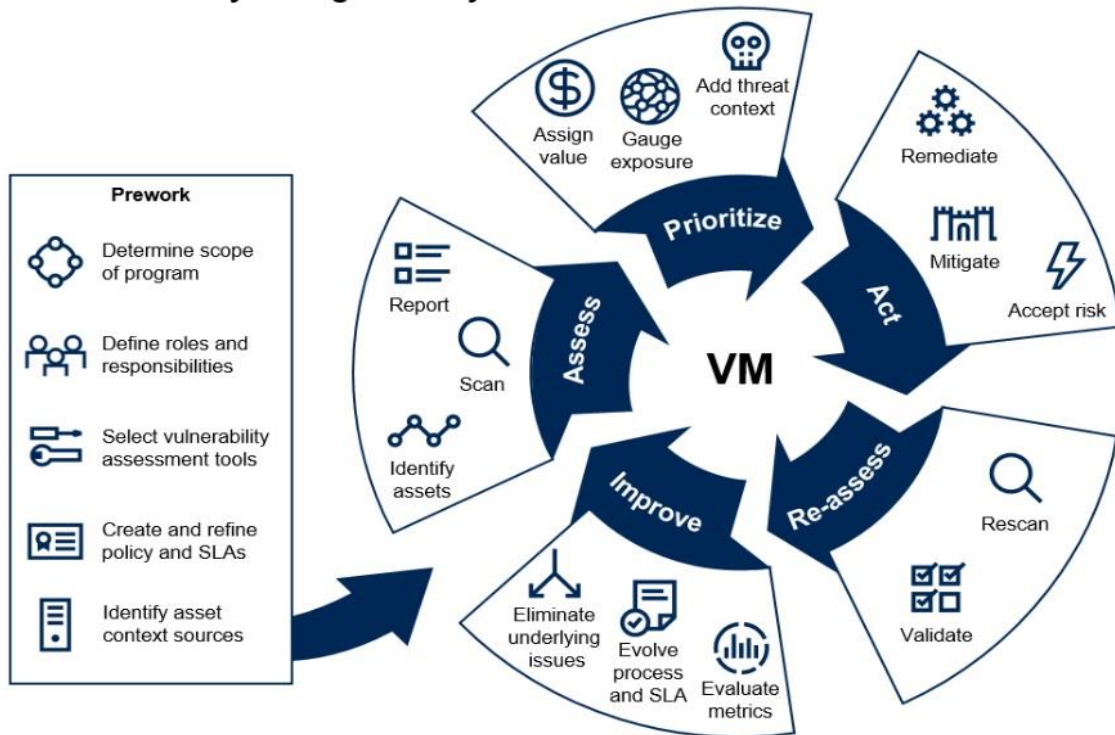 Prework
Determine scope
of program
Define roles and
responsibilities
Select vulnerability
assessment tools
Create and refine
policy and SLAs
Identify asset
context sources
VM
Assess
Identify
assets
Scan
Report
Prioritize
Assign
value
Gauge
exposure
Add threat
context
Act
Remediate
Mitigate
Accept risk
Re-assess
Rescan
Validate
Improve
Evaluate
metrics
Evolve
process
and SLA
Eliminate
underlying
issues